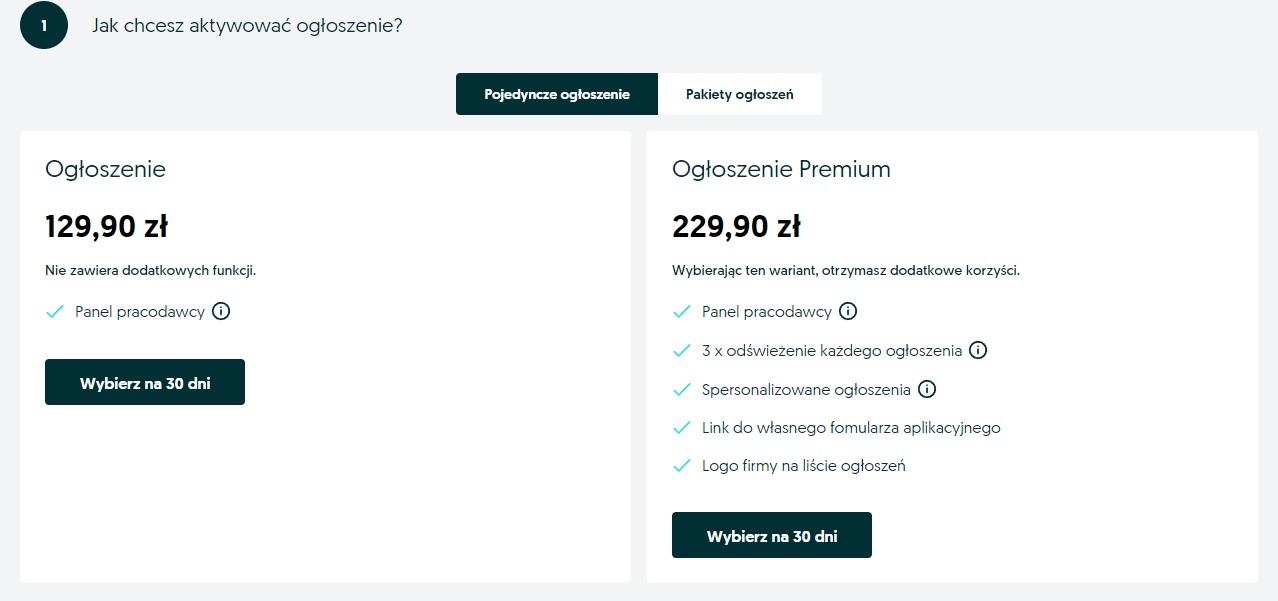 1
Jak chcesz aktywować ogłoszenie?
Pojedyncze ogłoszenie
Pakiety ogłoszeń
Ogłoszenie
129,90 zł
Nie zawiera dodatkowych funkcji.
Panel pracodawcy
Wybierz na 30 dni
Ogłoszenie Premium
229,90 zł
Wybierając ten wariant, otrzymasz dodatkowe korzyści.
Panel pracodawcy
3 x odświeżenie każdego ogłoszenia
Spersonalizowane ogłoszenia
Link do własnego fomularza aplikacyjnego
Logo firmy na liście ogłoszeń
Wybierz na 30 dni